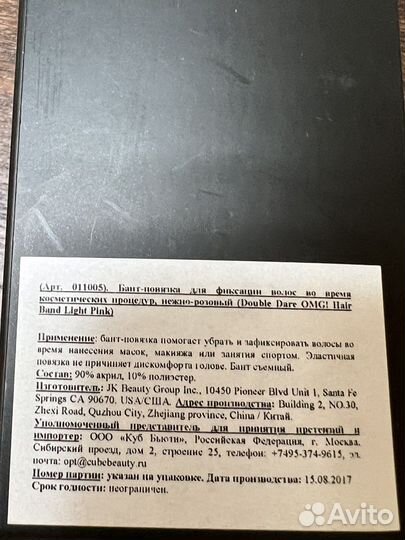 (Арт. 011005). Бант-повязка для фиксации волос во время
косметических процедур, нежно-розовый (Double Dare OMG! Hair
Band Light Pink)
Применение: бант-повязка помогает убрать и зафиксировать волосы
во время нанесения масок, макияжа или занятия спортом. Эластичная
повязка не причиняет дискомфорта голове. Бант съемный.
Состав: 90% акрил, 10% полиэстер.
Изготовитель: JK Beauty Group Inc., 10450 Pioneer Blvd Unit 1, Santa Fe
Springs CA 90670, USA/США. Адрес производства: Building 2, NO.30,
Zhexi Road, Quzhou City, Zhejiang province, China / Китай.
Уполномоченный представитель для принятия претензий и
импортер: ООО «Куб Бьюти», Российская Федерация, г. Москва,
Сибирский проезд, дом 2, строение 25, телефон: +7495-374-9615, эл.
почта: opt@cubebeauty.ru
Номер партии: указан на упаковке. Дата производства: 15.08.2017
Срок годности: неограничен.
Avito